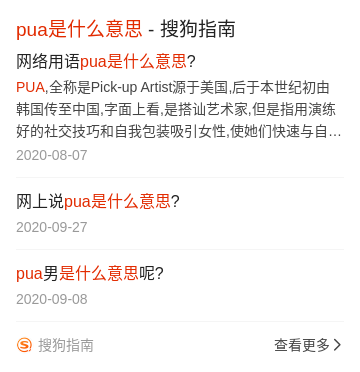 pua是什么意思 - 搜狗指南
网络用语pua是什么意思?
PUA,全称是Pick-up Artist源于美国,后于本世纪初由
韩国传至中国,字面上看,是搭讪艺术家,但是指用演练
好的社交技巧和自我包装吸引女性,使她们快速与自…
2020-08-07
网上说pua是什么意思?
2020-09-27
pua男是什么意思呢?
2020-09-08
搜狗指南 查看更多